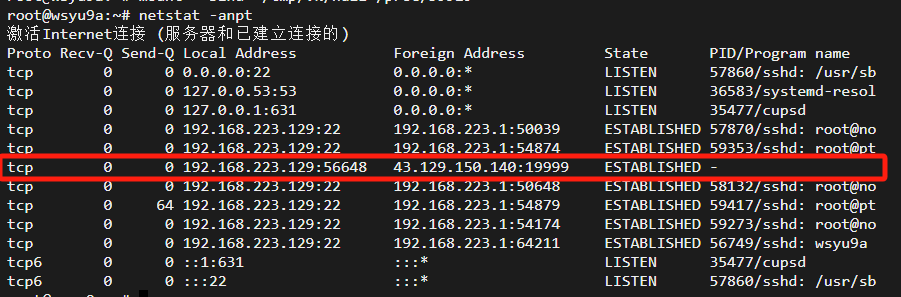 root@wsyu9a:~# netstat -anpt
激活Internet连接 (服务器和已建立连接的)
Proto Recv-Q Send-Q Local Address Foreign Address State PID/Program name
tcp 0 0 0.0.0.0:22 0.0.0.0:* LISTEN 57860/sshd: /usr/sb
tcp 0 0 127.0.0.53:53 0.0.0.0:* LISTEN 36583/systemd-resol
tcp 0 0 127.0.0.1:631 0.0.0.0:* LISTEN 35477/cupsd
tcp 0 0 192.168.223.129:22 192.168.223.1:50039 ESTABLISHED 57870/sshd: root@no
tcp 0 0 192.168.223.129:22 192.168.223.1:54874 ESTABLISHED 59353/sshd: root@pt
tcp 0 0 192.168.223.129:56648 43.129.150.140:19999 ESTABLISHED -
tcp 0 0 192.168.223.129:22 192.168.223.1:50648 ESTABLISHED 58132/sshd: root@no
tcp 0 64 192.168.223.129:22 192.168.223.1:54879 ESTABLISHED 59417/sshd: root@pt
tcp 0 0 192.168.223.129:22 192.168.223.1:54174 ESTABLISHED 59273/sshd: root@no
tcp 0 0 192.168.223.129:22 192.168.223.1:64211 ESTABLISHED 56749/sshd: wsyu9a
tcp6 0 0 ::1:631 :::* LISTEN 35477/cupsd
tcp6 0 0 :::22 :::* LISTEN 57860/sshd: /usr/sb